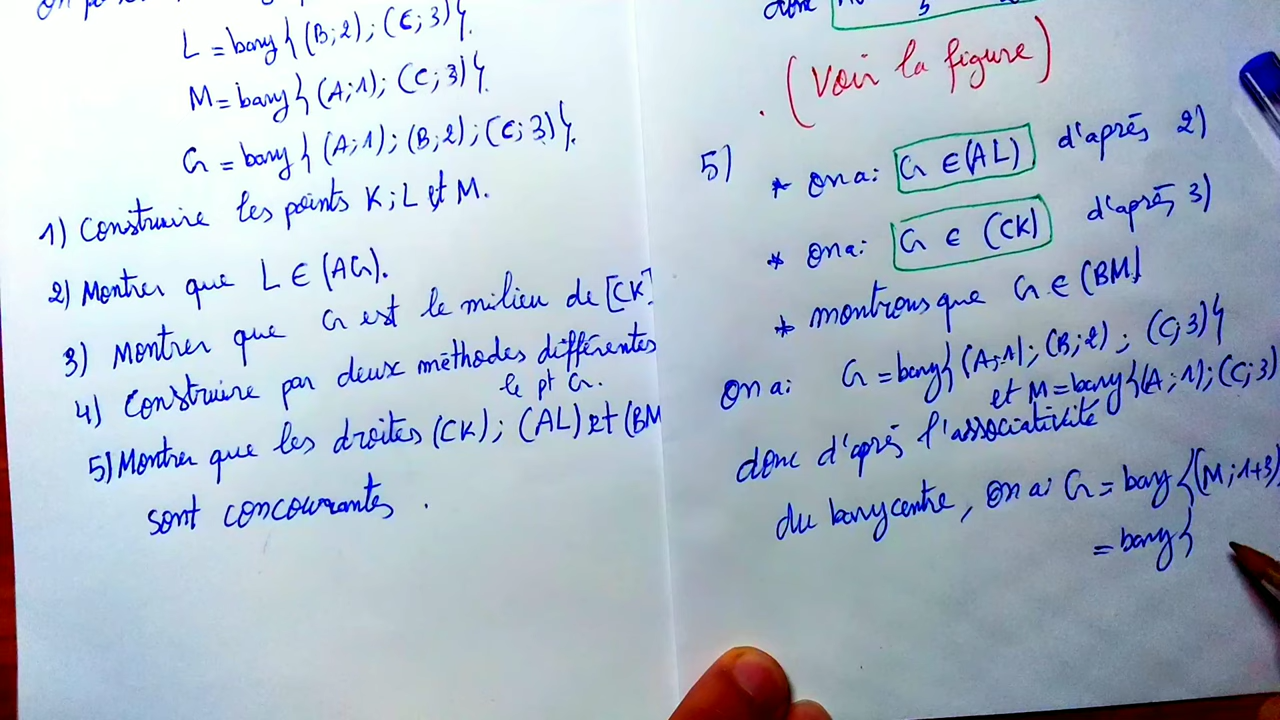 L = bary { (B;2) ; (C;3) }.
M = bary { (A;1) ; (C;3) }.
G = bary { (A;1) ; (B;2) ; (C;3) }.
1) Construire les points K ; L et M.
2) Montrer que L ∈ (AG).
3) Montrer que G est le milieu de [CK]
4) Construire par deux méthodes différentes
le pt G.
5) Montrer que les droites (CK) ; (AL) et (BM
sont concourantes .
donc
(Voir la figure)
5)
* on a: G ∈ (AL) d'après 2)
* on a: G ∈ (CK) d'après 3)
* montrons que G ∈ (BM)
on a: G = bary { (A;1) ; (B;2) ; (C;3) }
et M = bary { (A;1) ; (C;3)
donc d'après l'associativité
du barycentre, on a: G = bary { (M;1+3)
= bary {